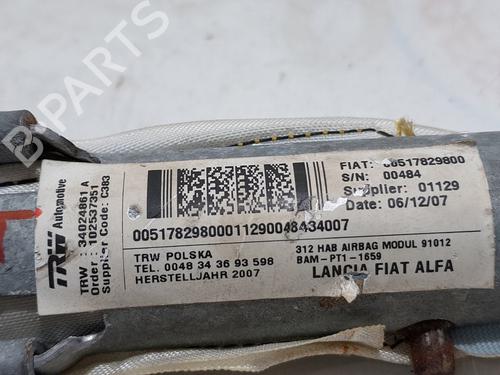 B-PARTS
TRW Automotive
TRW : 34024861 A
Order : 102537351
Supplier Code: C383
FIAT: 00517829800
S/N: 00484
Supplier: 01129
Date: 06/12/07
00517829800011290048434007
TRW POLSKA
TEL. 0048 34 36 93 598
HERSTELLJAHR 2007
312 HAB AIRBAG MODUL 91012
BAM-PT1-1659
LANCIA FIAT ALFA